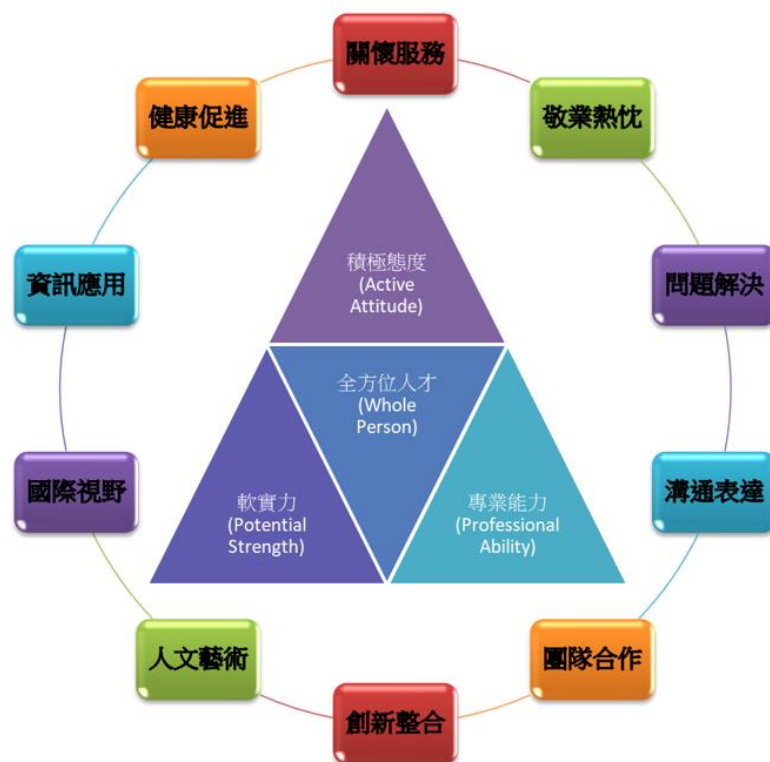 關懷服務
敬業熱忱
問題解決
溝通表達
團隊合作
創新整合
人文藝術
國際視野
資訊應用
健康促進
積極態度
(Active
Attitude)
全方位人才
(Whole
Person)
軟實力
(Potential
Strength)
專業能力
(Professional
Ability)